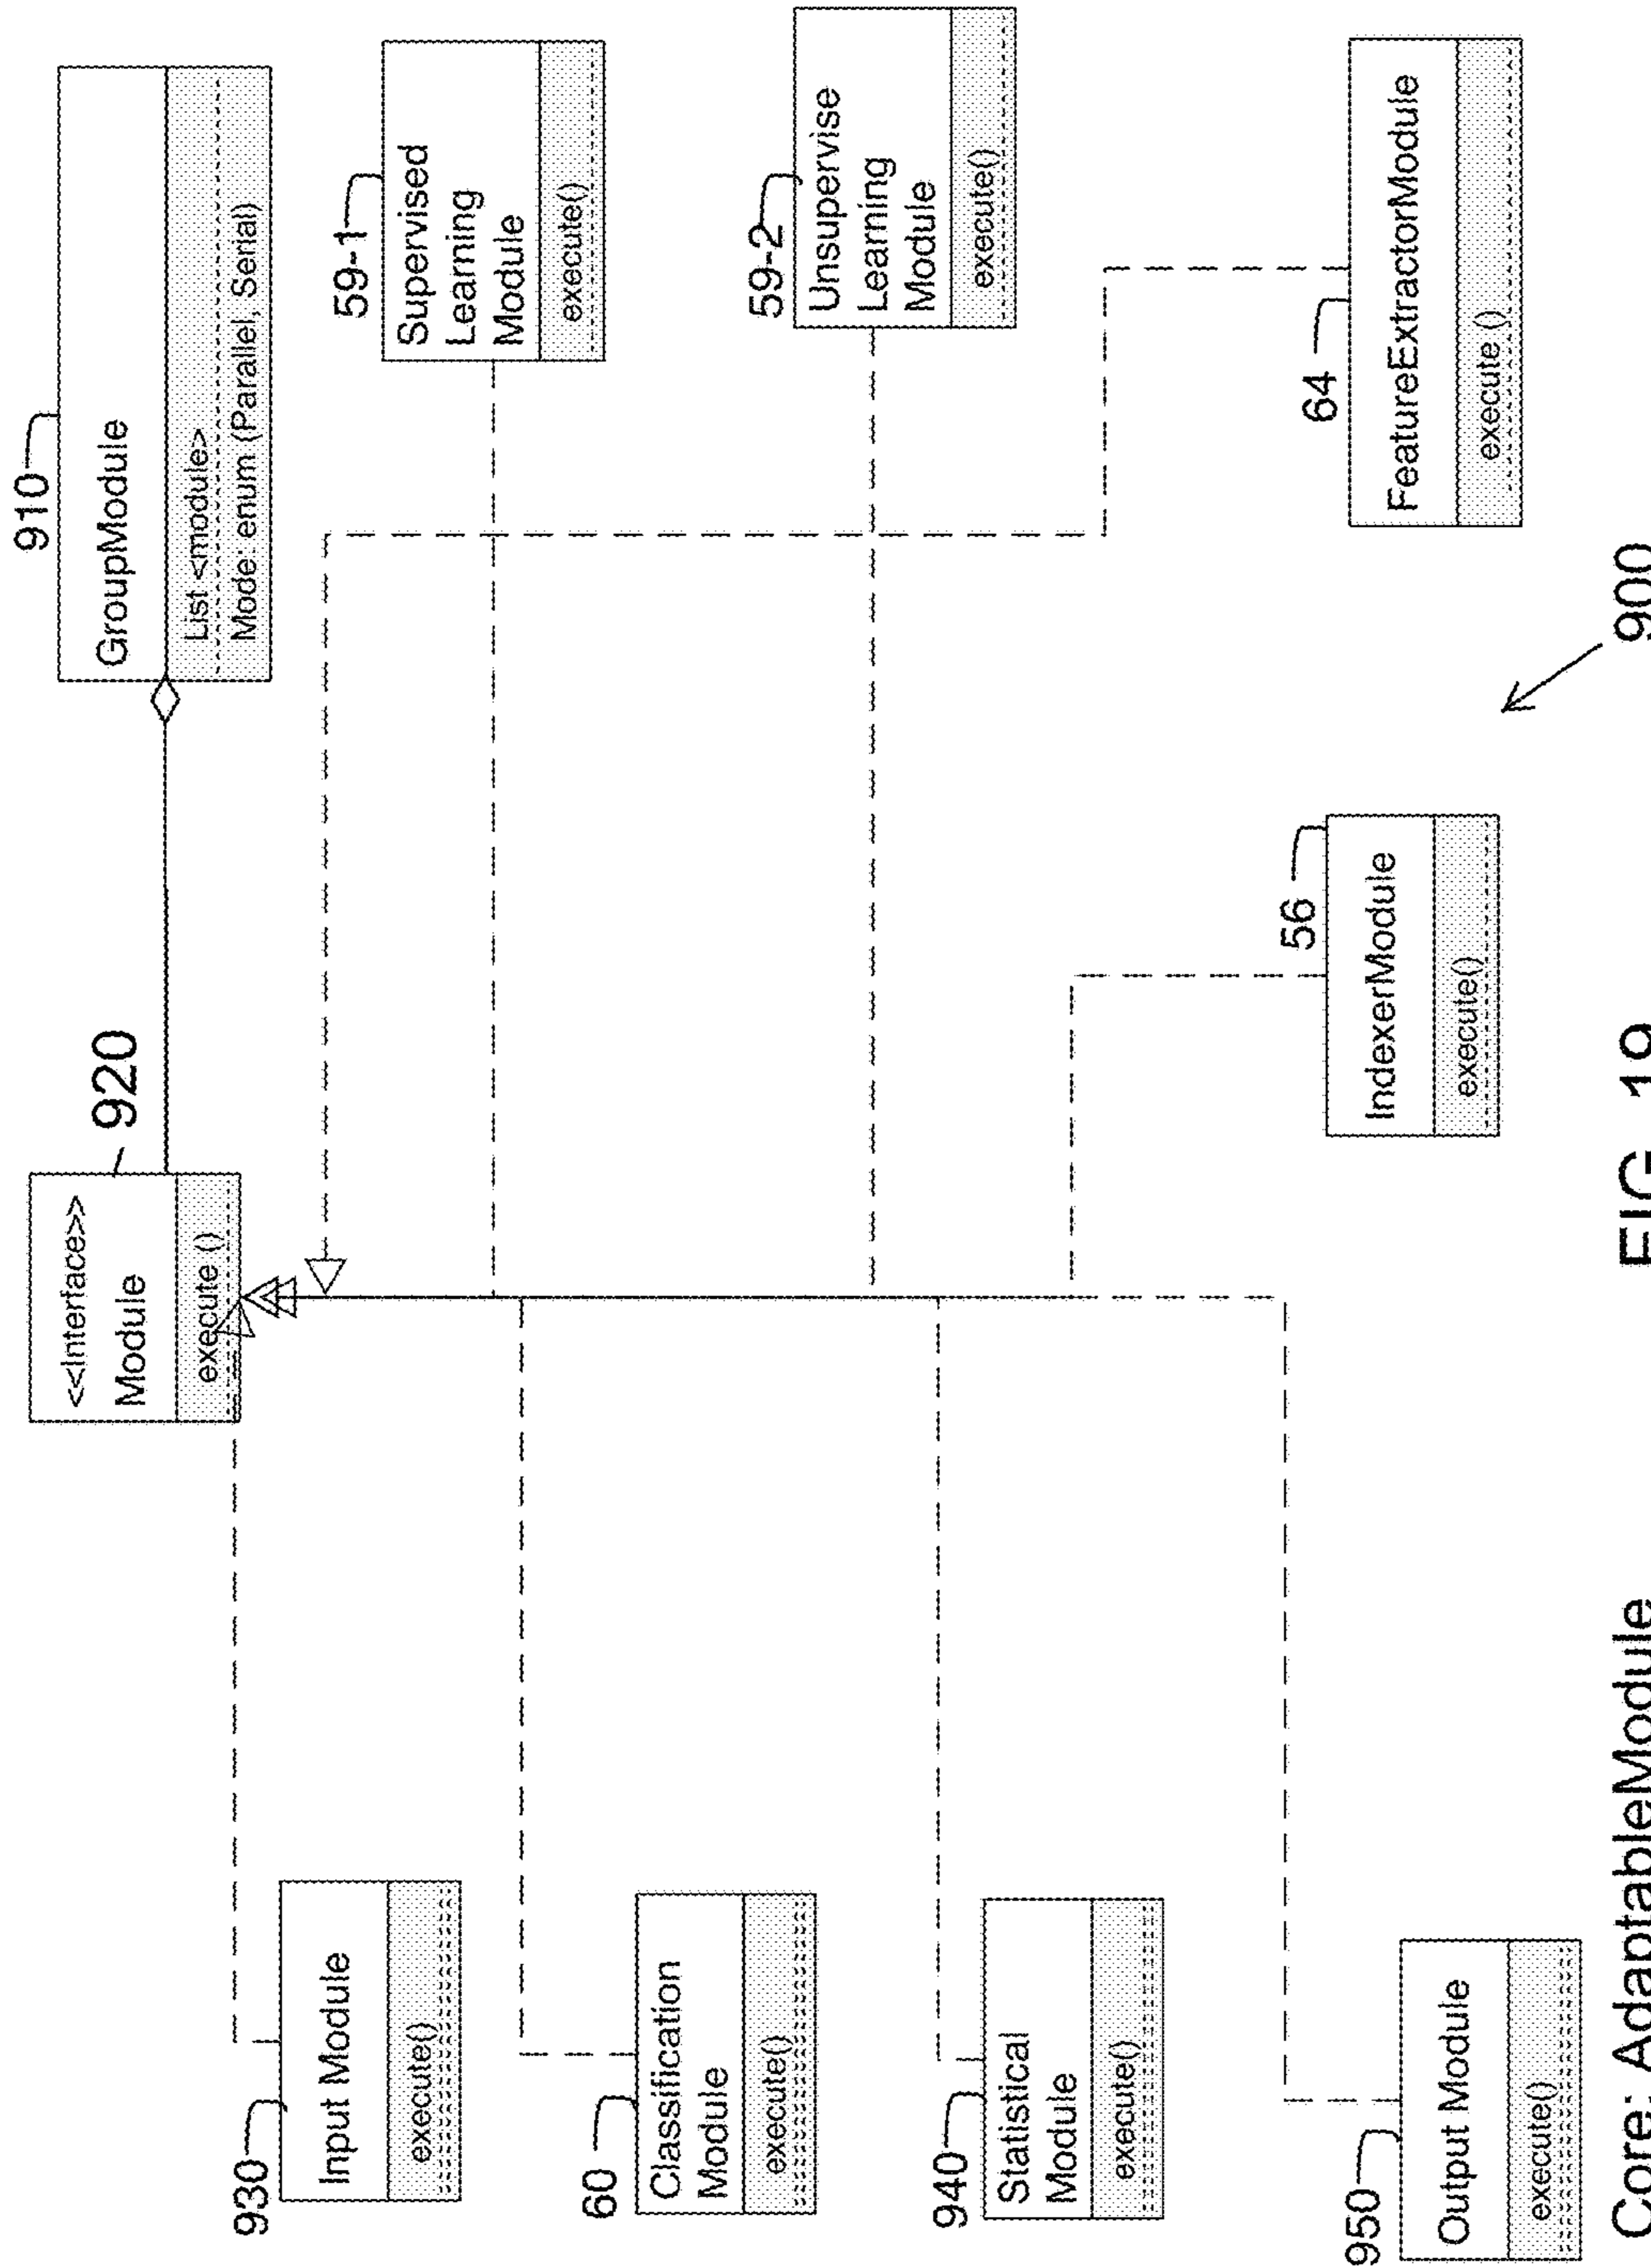 910
GroupModule
List <module>
Mode: enum (Parallel, Serial)
920
<<Interface>>
Module
execute ()
930
Input Module
execute()
59-1
Supervised
Learning
Module
execute()
60
Classification
Module
execute()
59-2
Unsupervise
Learning
Module
execute()
940
Statistical
Module
execute()
56
IndexerModule
execute()
64
FeatureExtractorModule
execute ()
950
Output Module
execute()
900
Core: AdaptableModule
FIG. 19